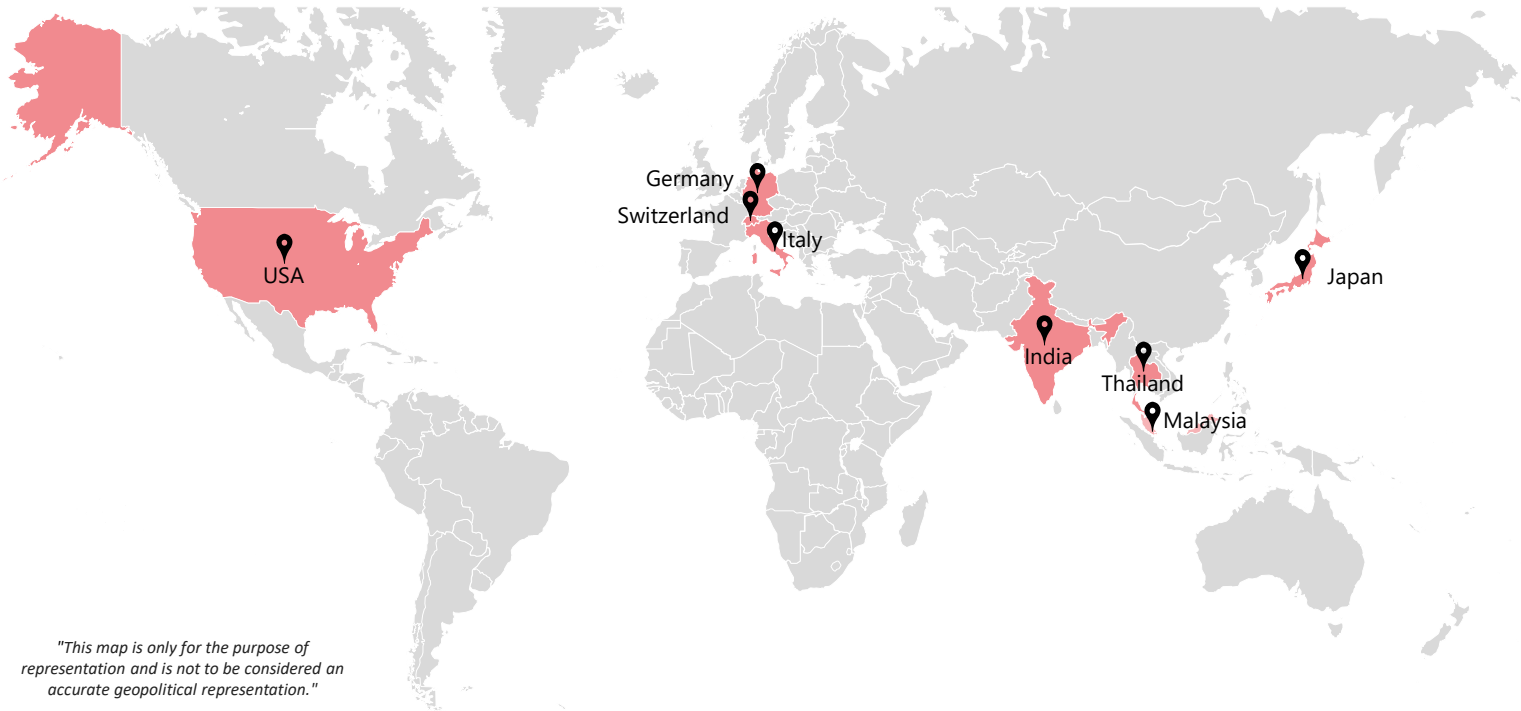 Germany
Switzerland
Italy
USA
Japan
India
Thailand
Malaysia
"This map is only for the purpose of
representation and is not to be considered an
accurate geopolitical representation."